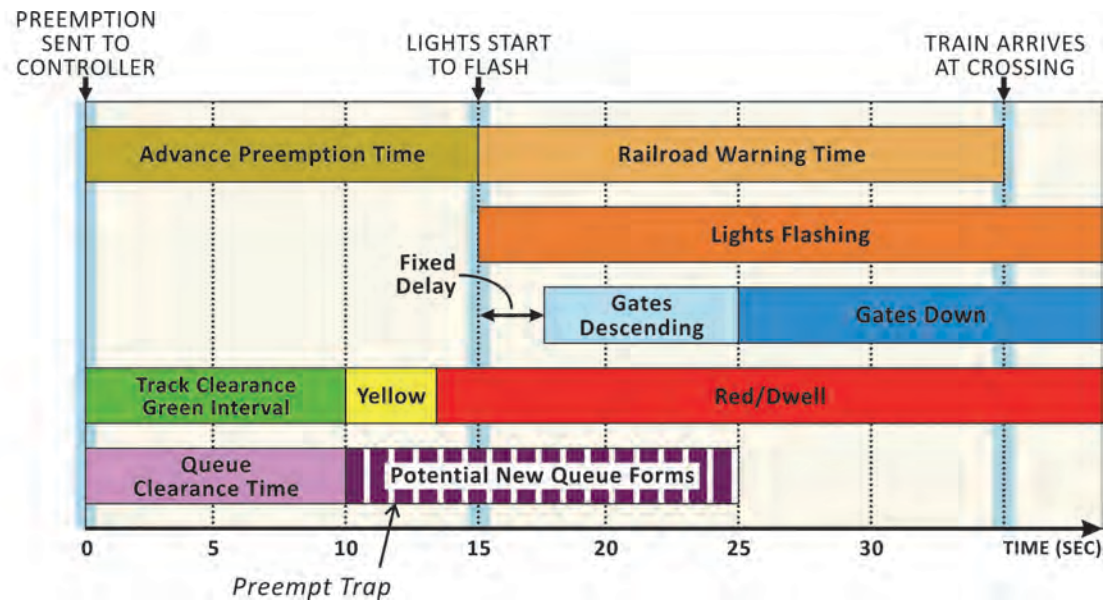 PREEMPTION
SENT TO
CONTROLLER
LIGHTS START
TO FLASH
TRAIN ARRIVES
AT CROSSING
Advance Preemption Time
Railroad Warning Time
Lights Flashing
Fixed
Delay
Gates
Descending
Gates Down
Track Clearance
Green Interval
Yellow
Red/Dwell
Queue
Clearance Time
Potential New Queue Forms
0
5
10
15
20
25
30
TIME (SEC)
Preempt Trap